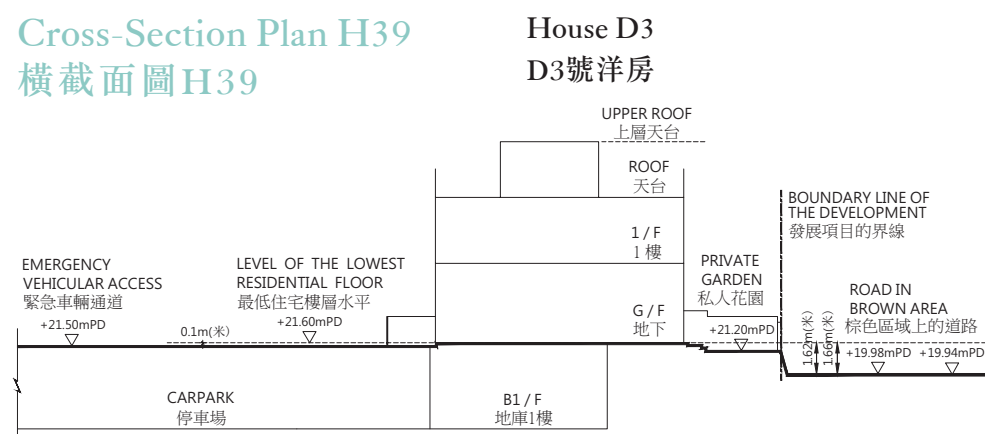 Cross-Section Plan H39
橫截面圖H39
House D3
D3號洋房
UPPER ROOF
上層天台
ROOF
天台
BOUNDARY LINE OF
THE DEVELOPMENT
發展項目的界線
1 / F
1 樓
EMERGENCY
VEHICULAR ACCESS
緊急車輛通道
+21.50mPD
0.1m(米)
LEVEL OF THE LOWEST
RESIDENTIAL FLOOR
最低住宅樓層水平
+21.60mPD
PRIVATE
GARDEN
私人花園
+21.20mPD
G / F
地下
ROAD IN
BROWN AREA
棕色區域上的道路
1.62m(米)
1.66m(米)
+19.98mPD
+19.94mPD
CARPARK
停車場
B1 / F
地庫1樓